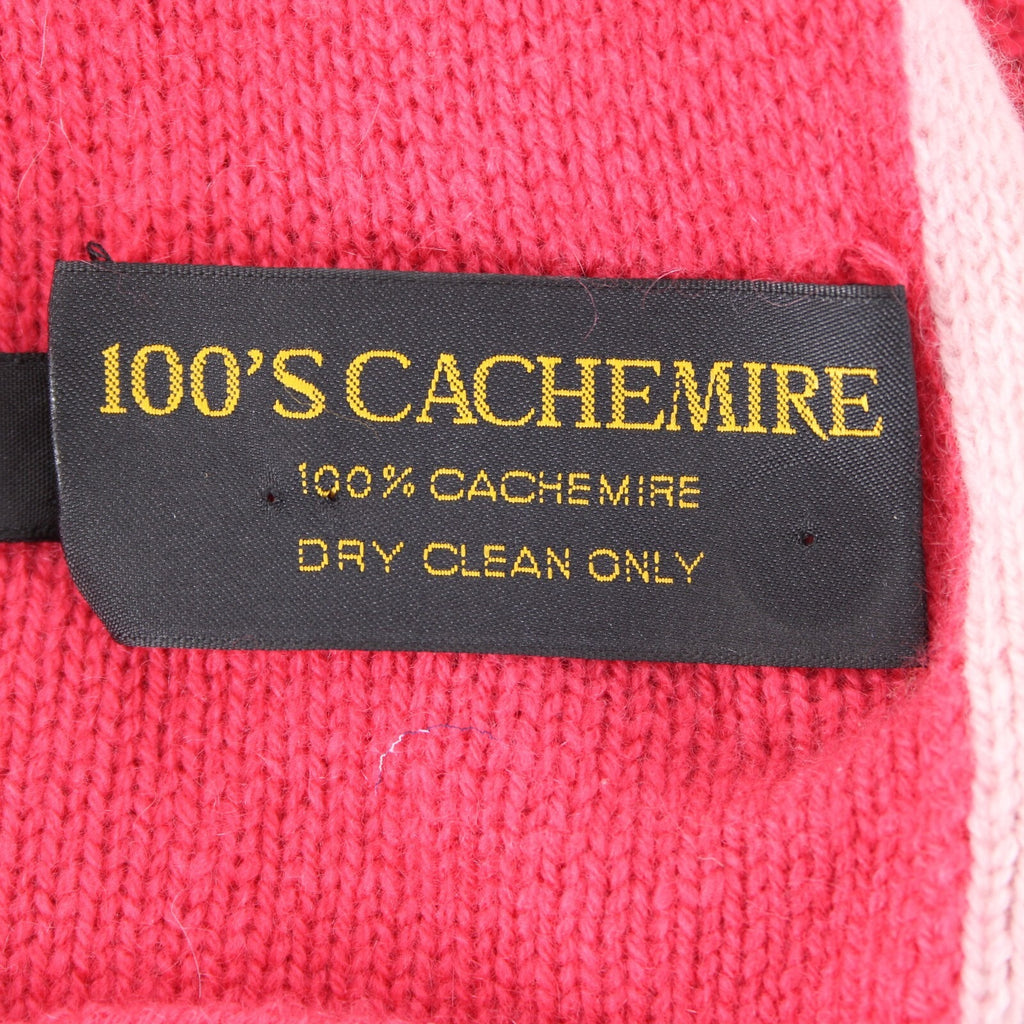 100'S CACHEMIRE
100% CACHEMIRE
DRY CLEAN ONLY